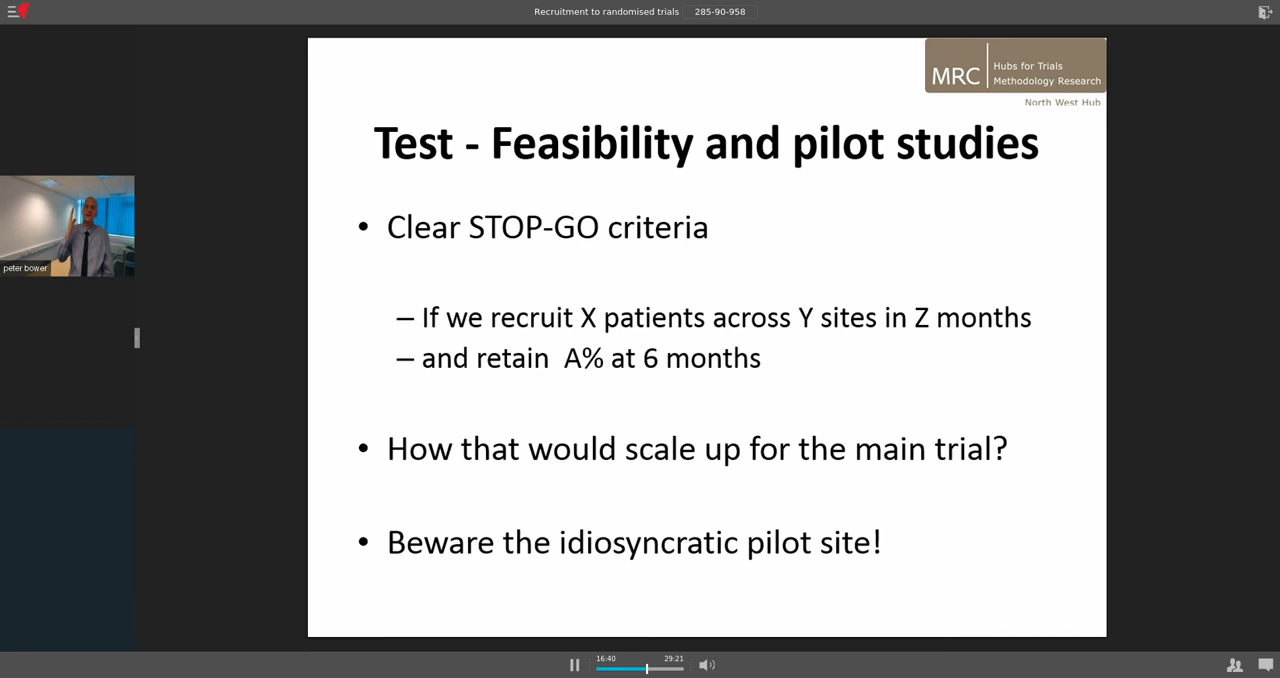 Recruitment to randomised trials 285-90-958
MRC
Hubs for Trials
Methodology Research
North West Hub
Test - Feasibility and pilot studies
• Clear STOP-GO criteria
– If we recruit X patients across Y sites in Z months
– and retain A% at 6 months
• How that would scale up for the main trial?
• Beware the idiosyncratic pilot site!
peter bower
16:40 29:21